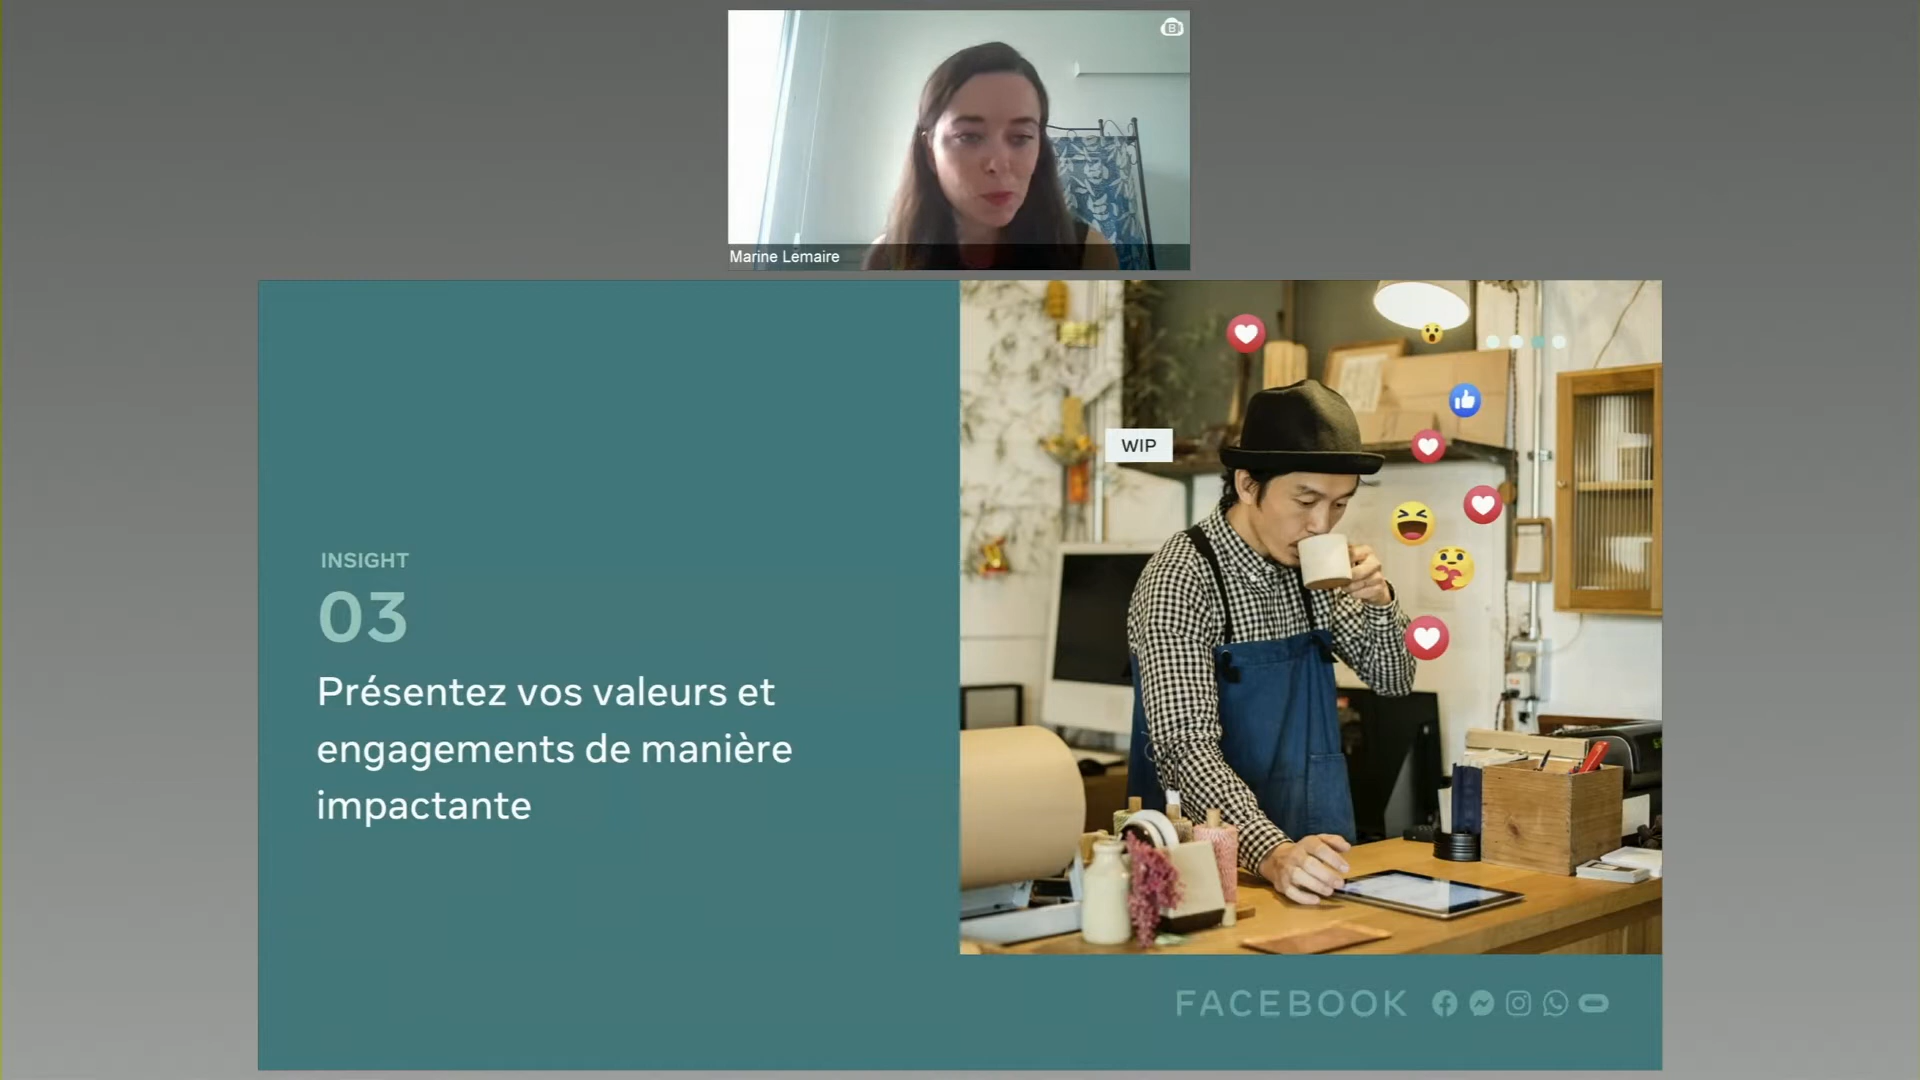 Marine Lemaire
WIP
INSIGHT
03
Présentez vos valeurs et
engagements de manière
impactante
FACEBOOK